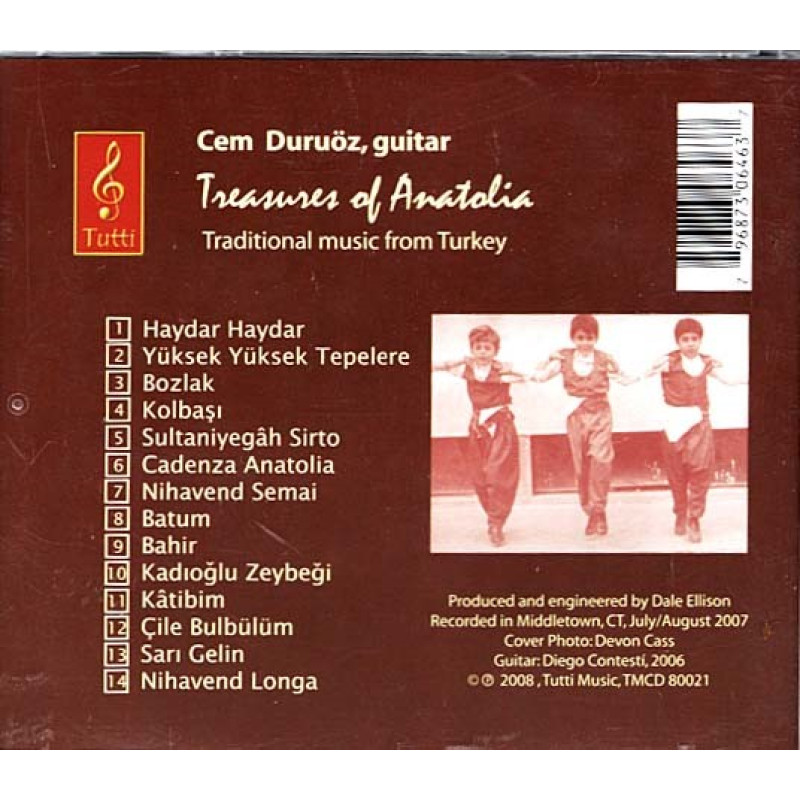 Cem Duruöz, guitar
Treasures of Anatolia
Traditional music from Turkey
Tutti
7 96873 06463 7
1 Haydar Haydar
2 Yüksek Yüksek Tepelere
3 Bozlak
4 Kolbaşı
5 Sultaniyegâh Sirto
6 Cadenza Anatolia
7 Nihavend Semai
8 Batum
9 Bahir
10 Kadıoğlu Zeybeği
11 Kâtibim
12 Çile Bulbülüm
13 Sarı Gelin
14 Nihavend Longa
Produced and engineered by Dale Ellison
Recorded in Middletown, CT, July/August 2007
Cover Photo: Devon Cass
Guitar: Diego Contestí, 2006
©℗ 2008 , Tutti Music, TMCD 80021